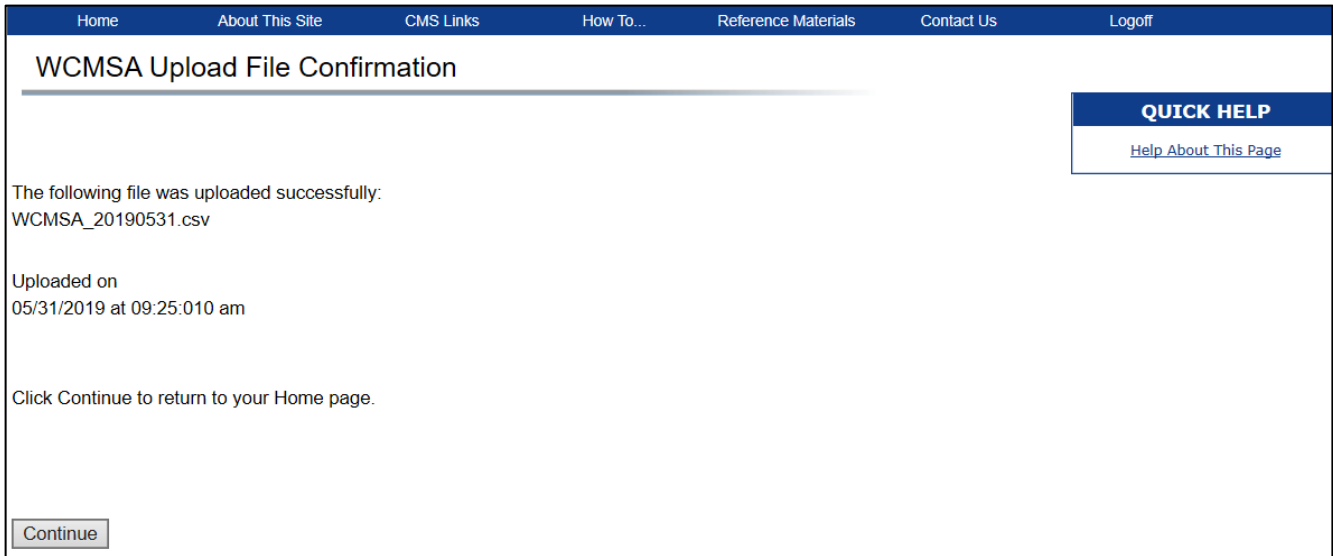 Home About This Site CMS Links How To... Reference Materials Contact Us Logoff
WCMSA Upload File Confirmation
QUICK HELP
Help About This Page
The following file was uploaded successfully:
WCMSA_20190531.csv
Uploaded on
05/31/2019 at 09:25:010 am
Click Continue to return to your Home page.
Continue